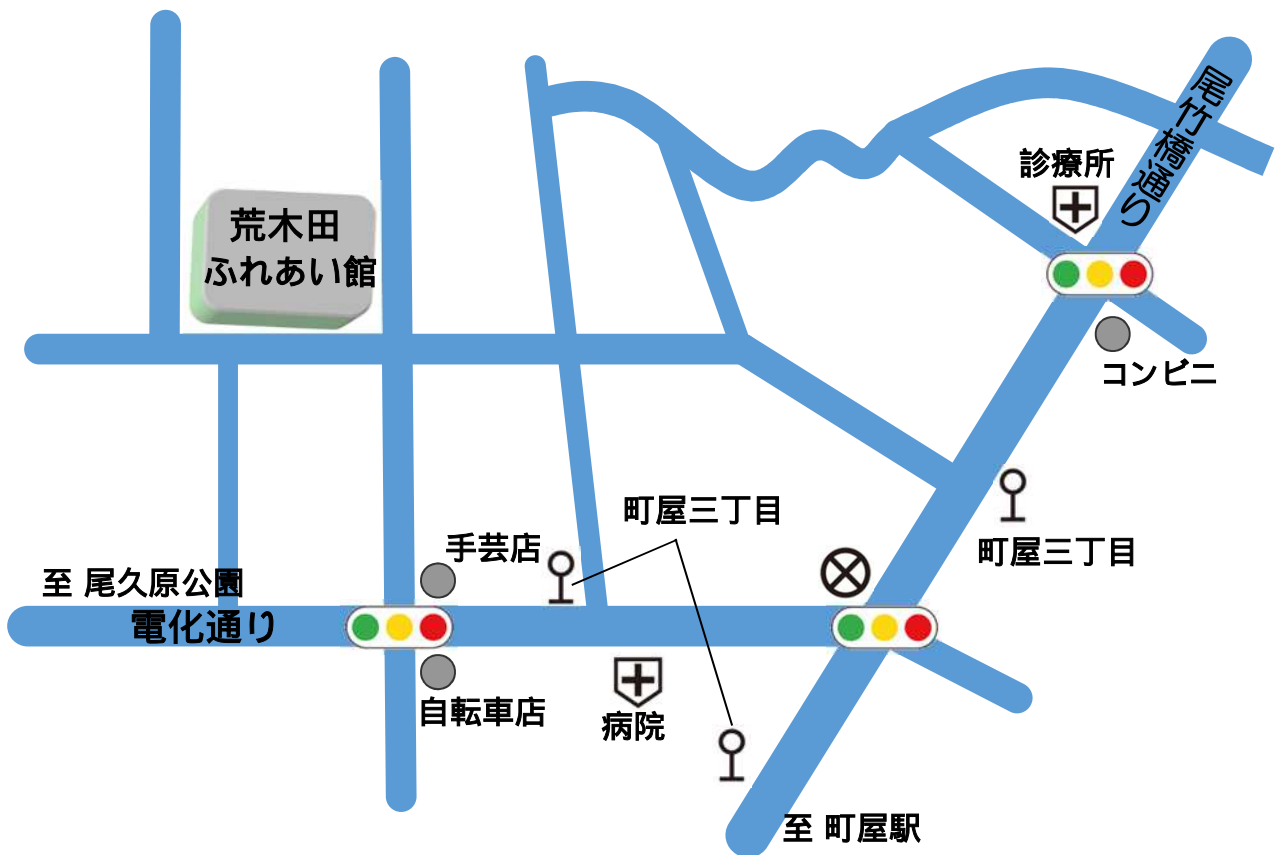 尾竹橋通り
診療所
荒木田
ふれあい館
コンビニ
町屋三丁目
手芸店
町屋三丁目
至 尾久原公園
電化通り
自転車店
病院
至 町屋駅